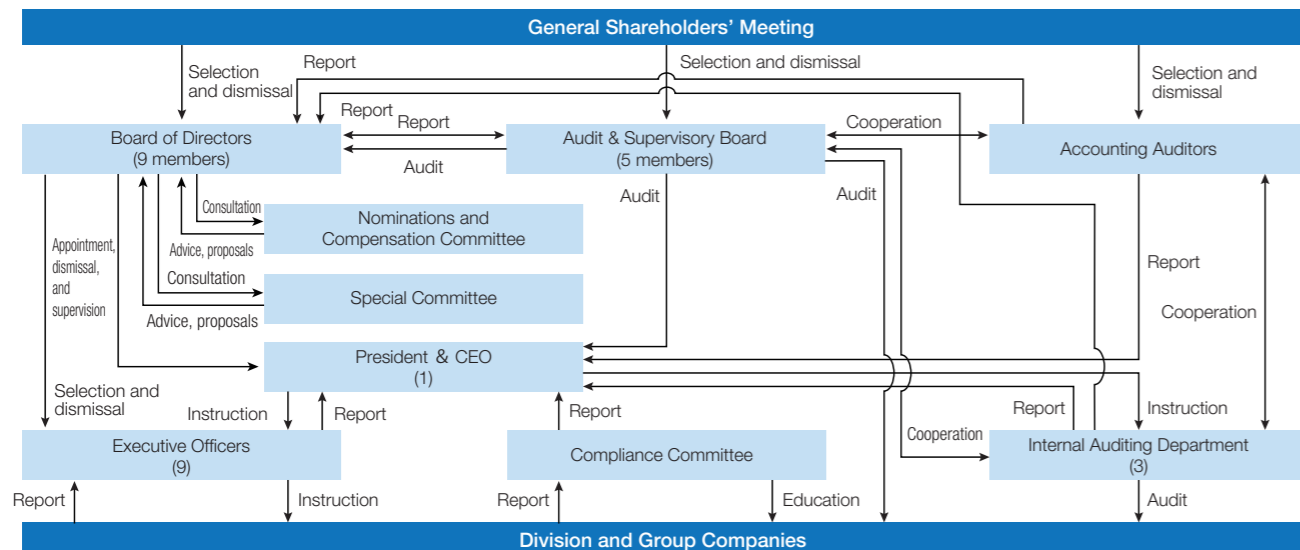 General Shareholders' Meeting
Selection
and dismissal
Report
Selection and dismissal
Selection
and dismissal
Report
Report
Cooperation
Board of Directors
(9 members)
Audit & Supervisory Board
(5 members)
Accounting Auditors
Audit
Audit
Audit
Consultation
Nominations and
Compensation Committee
Advice, proposals
Appointment,
dismissal,
and
supervision
Consultation
Special Committee
Advice, proposals
Report
Cooperation
President & CEO
(1)
Selection and
dismissal
Instruction
Report
Report
Report
Instruction
Cooperation
Executive Officers
(9)
Compliance Committee
Internal Auditing Department
(3)
Report
Instruction
Report
Education
Audit
Division and Group Companies